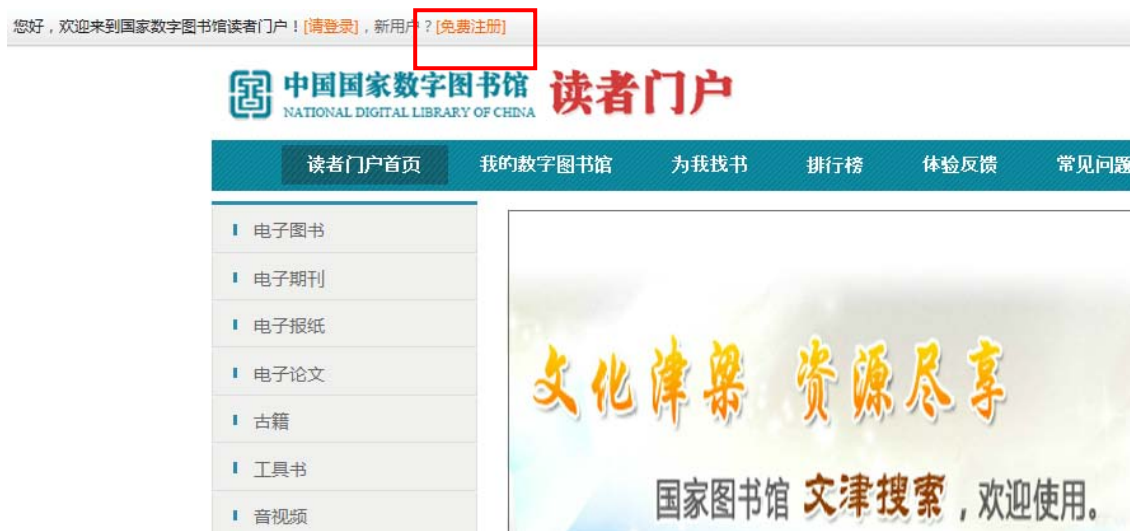 您好，欢迎来到国家数字图书馆读者门户！[请登录]，新用户？[免费注册]
中国国家数字图书馆 读者门户
NATIONAL DIGITAL LIBRARY OF CHINA
读者门户首页 我的数字图书馆 为我找书 排行榜 体验反馈 常见问题
电子图书
电子期刊
电子报纸
电子论文
古籍
工具书
音视频
文化津梁 资源尽享
国家图书馆 文津搜索，欢迎使用。